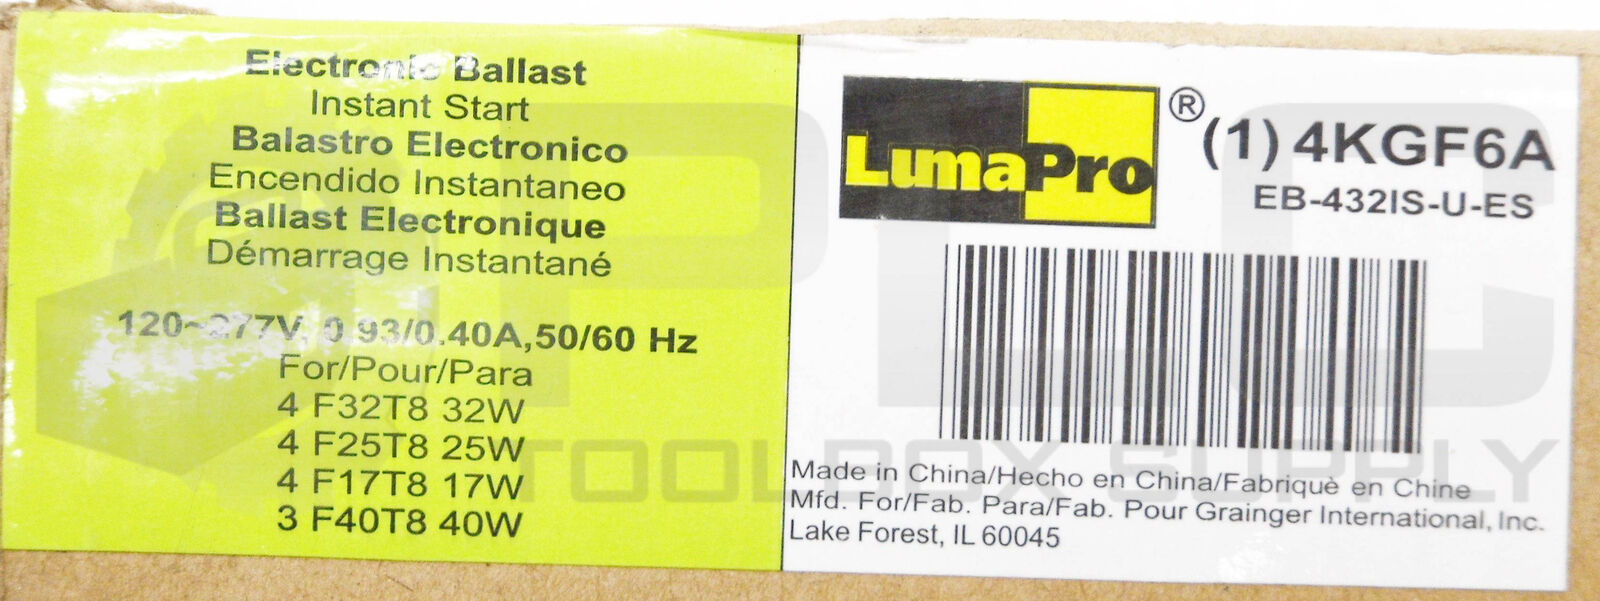 Electronic Ballast
Instant Start
Balastro Electronico
Encendido Instantaneo
Ballast Electronique
Démarrage Instantané
120~277V, 0.93/0.40A,50/60 Hz
For/Pour/Para
4 F32T8 32W
4 F25T8 25W
4 F17T8 17W
3 F40T8 40W
LumaPro®
(1) 4KGF6A
EB-432IS-U-ES
Made in China/Hecho en China/Fabriquè en Chine
Mfd. For/Fab. Para/Fab. Pour Grainger International, Inc.
Lake Forest, IL 60045
PLC
TOOLBOX SUPPLY